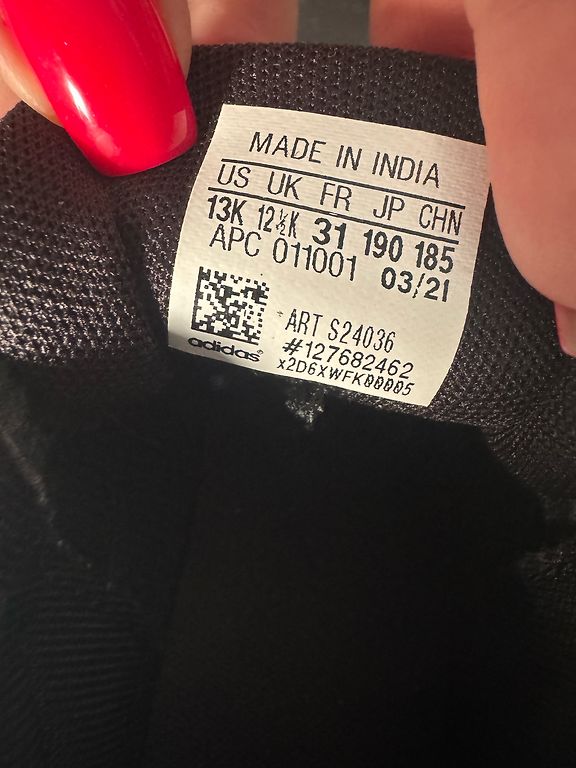 MADE IN INDIA
US UK FR JP CHN
13K 12½K 31 190 185
APC 011001 03/21
ART S24036
#127682462
adidas
x2D6XWFK00005